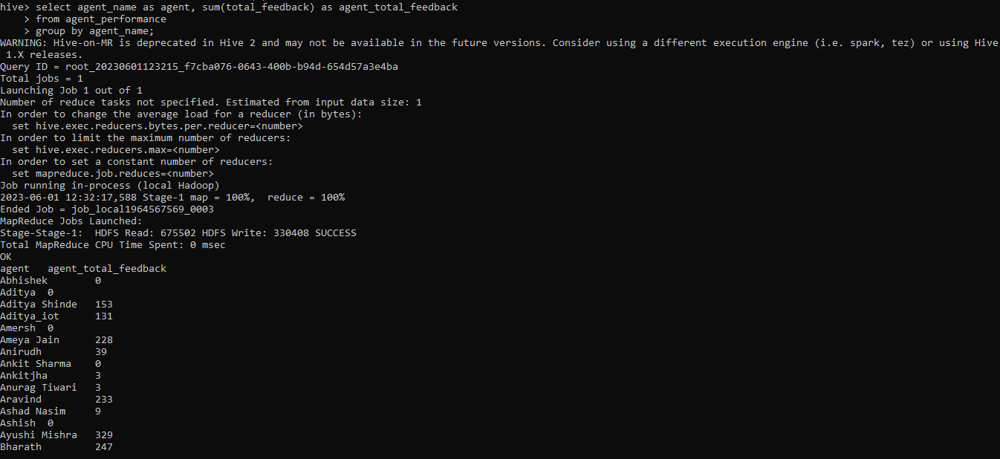 hive> select agent_name as agent, sum(total_feedback) as agent_total_feedback
    > from agent_performance
    > group by agent_name;
WARNING: Hive-on-MR is deprecated in Hive 2 and may not be available in the future versions. Consider using a different execution engine (i.e. spark, tez) or using Hive
 1.X releases.
Query ID = root_20230601123215_f7cba076-0643-400b-b94d-654d57a3e4ba
Total jobs = 1
Launching Job 1 out of 1
Number of reduce tasks not specified. Estimated from input data size: 1
In order to change the average load for a reducer (in bytes):
  set hive.exec.reducers.bytes.per.reducer=<number>
In order to limit the maximum number of reducers:
  set hive.exec.reducers.max=<number>
In order to set a constant number of reducers:
  set mapreduce.job.reduces=<number>
Job running in-process (local Hadoop)
2023-06-01 12:32:17,588 Stage-1 map = 100%,  reduce = 100%
Ended Job = job_local1964567569_0003
MapReduce Jobs Launched:
Stage-Stage-1:  HDFS Read: 675502 HDFS Write: 330408 SUCCESS
Total MapReduce CPU Time Spent: 0 msec
OK
agent   agent_total_feedback
Abhishek        0
Aditya  0
Aditya Shinde   153
Aditya_iot      131
Amersh  0
Ameya Jain      228
Anirudh         39
Ankit Sharma    0
Ankitjha        3
Anurag Tiwari   3
Aravind         233
Ashad Nasim     9
Ashish  0
Ayushi Mishra   329
Bharath         247